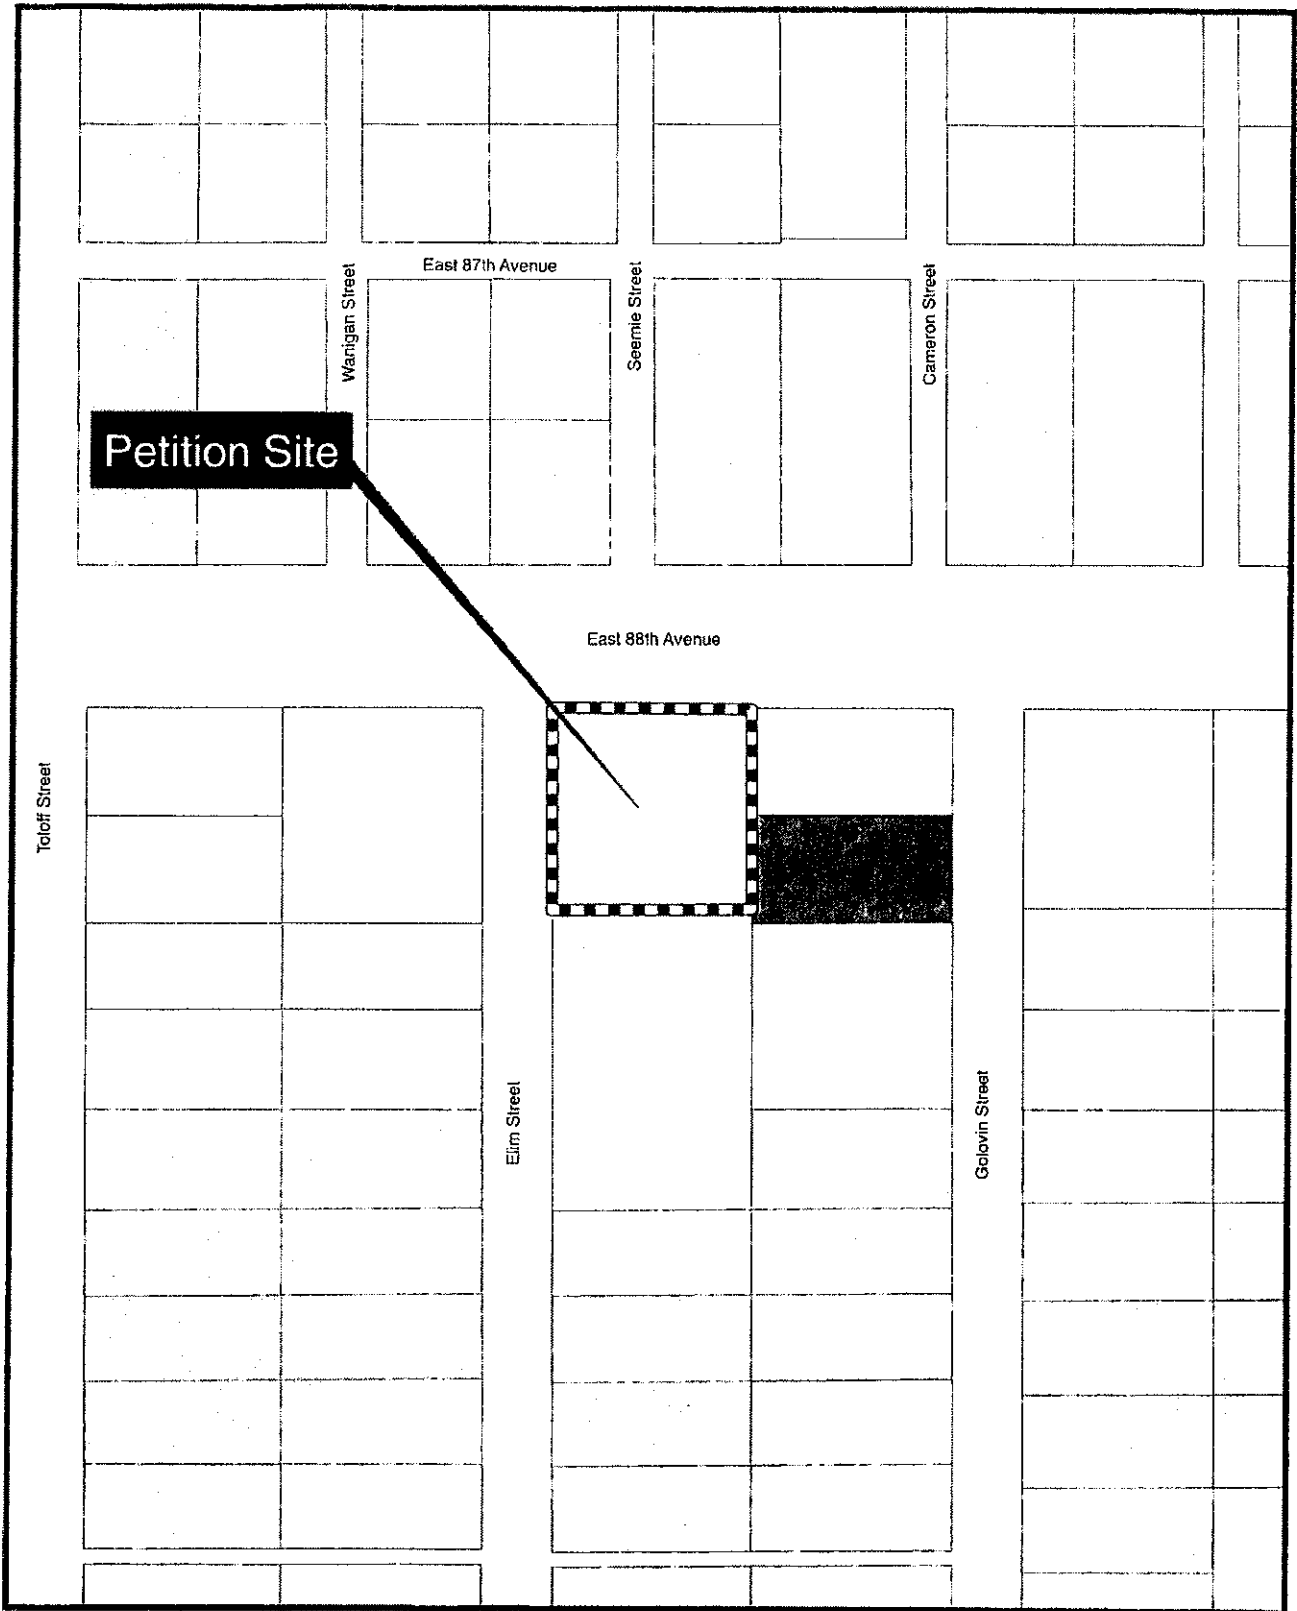 East 87th Avenue
Wanigan Street
Seemie Street
Cameron Street
Petition Site
East 88th Avenue
Toloff Street
Elim Street
Golovin Street